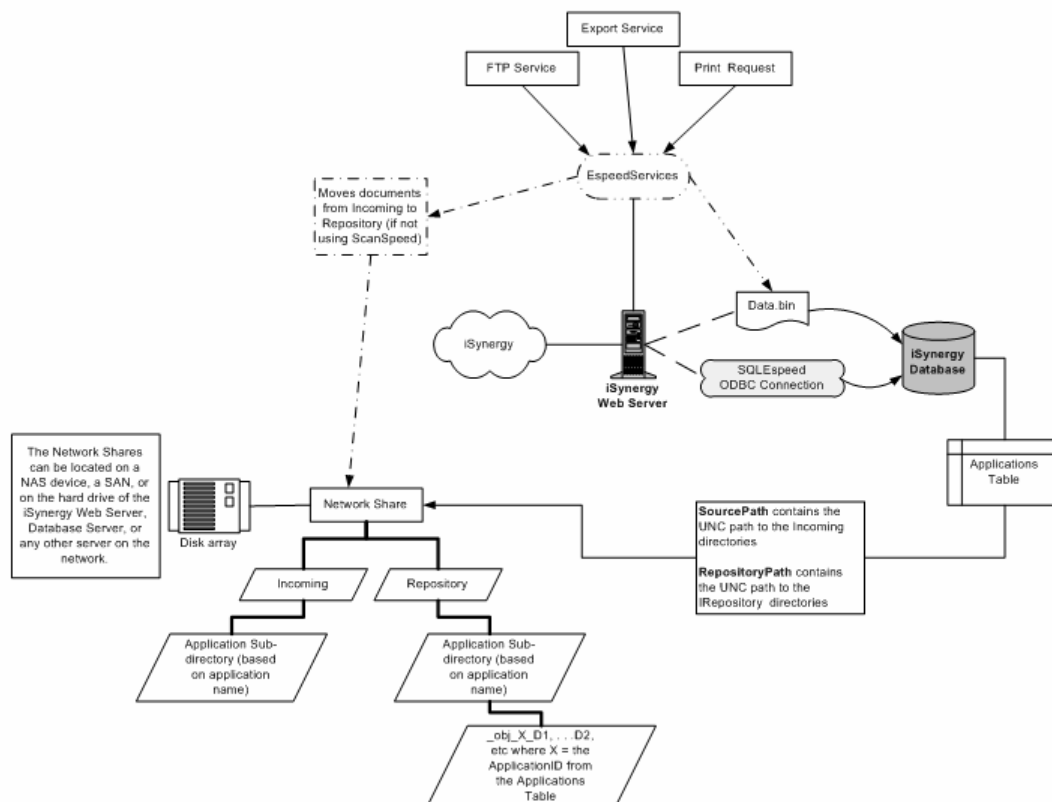 Export Service
FTP Service
Print Request
EspeedServices
Moves documents
from Incoming to
Repository (if not
using ScanSpeed)
Data.bin
iSynergy
iSynergy
Web Server
SQLEspeed
ODBC Connection
iSynergy
Database
The Network Shares
can be located on a
NAS device, a SAN, or
on the hard drive of the
iSynergy Web Server,
Database Server, or
any other server on the
network.
Disk array
Network Share
Applications
Table
SourcePath contains the
UNC path to the Incoming
directories
RepositoryPath contains
the UNC path to the
IRepository directories
Incoming
Repository
Application Sub-
directory (based
on application
name)
Application Sub-
directory (based
on application
name)
_obj_X_D1, . . .D2,
etc where X = the
ApplicationID from
the Applications
Table